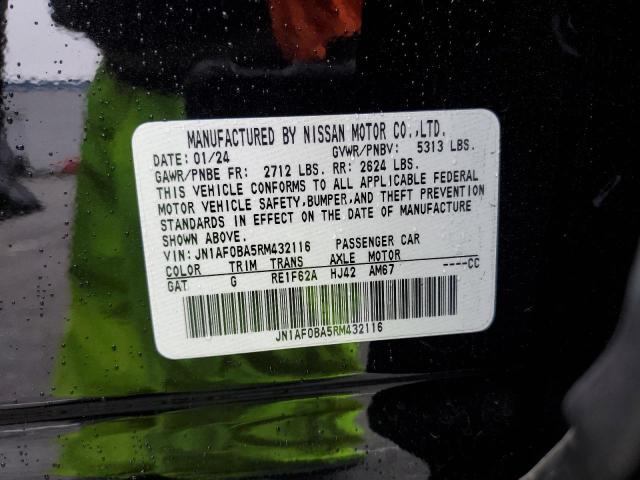 MANUFACTURED BY NISSAN MOTOR CO.,LTD.
DATE: 01/24 GVWR/PNBV: 5313 LBS.
GAWR/PNBE FR: 2712 LBS. RR: 2624 LBS.
THIS VEHICLE CONFORMS TO ALL APPLICABLE FEDERAL
MOTOR VEHICLE SAFETY,BUMPER,AND THEFT PREVENTION
STANDARDS IN EFFECT ON THE DATE OF MANUFACTURE
SHOWN ABOVE.
VIN: JN1AF0BA5RM432116 PASSENGER CAR
COLOR TRIM TRANS AXLE MOTOR
GAT G RE1F62A HJ42 AM67 ----CC
JN1AF0BA5RM432116